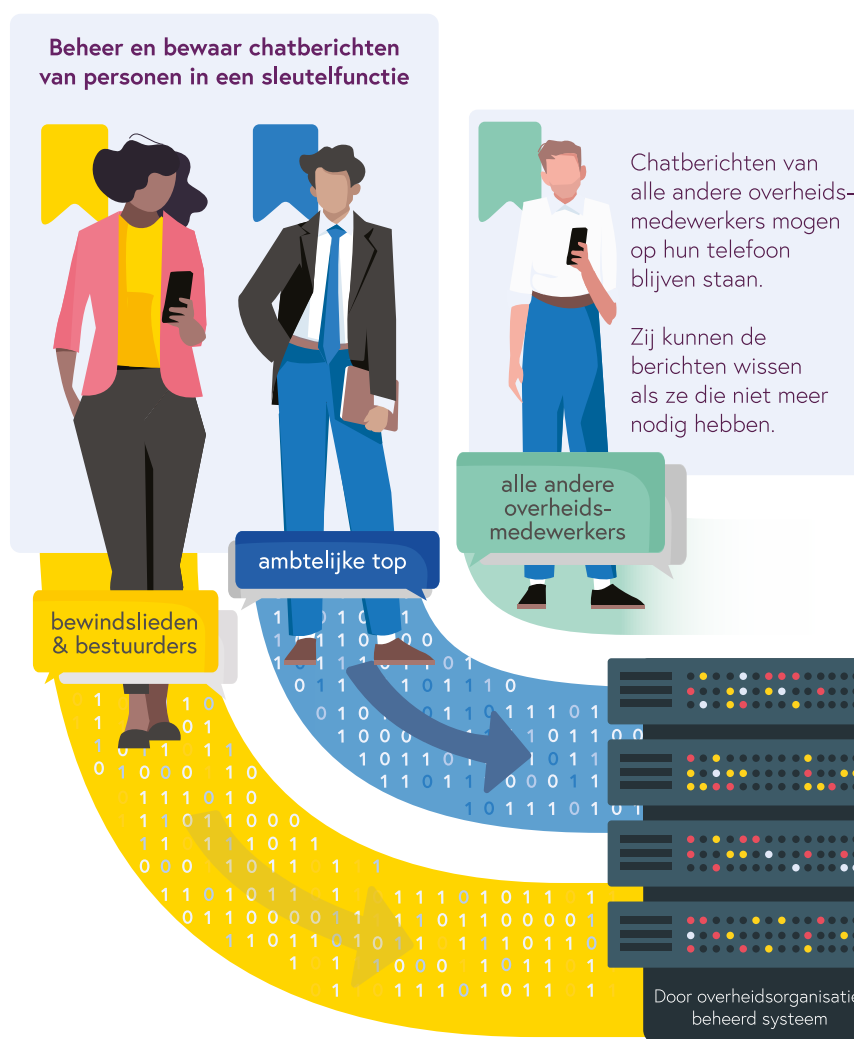 Beheer en bewaar chatberichten
van personen in een sleutelfunctie
Chatberichten van
alle andere overheids-
medewerkers mogen
op hun telefoon
blijven staan.
Zij kunnen de
berichten wissen
als ze die niet meer
nodig hebben.
alle andere
overheids-
medewerkers
ambtelijke top
bewindslieden
& bestuurders
Door overheidsorganisatie
beheerd systeem